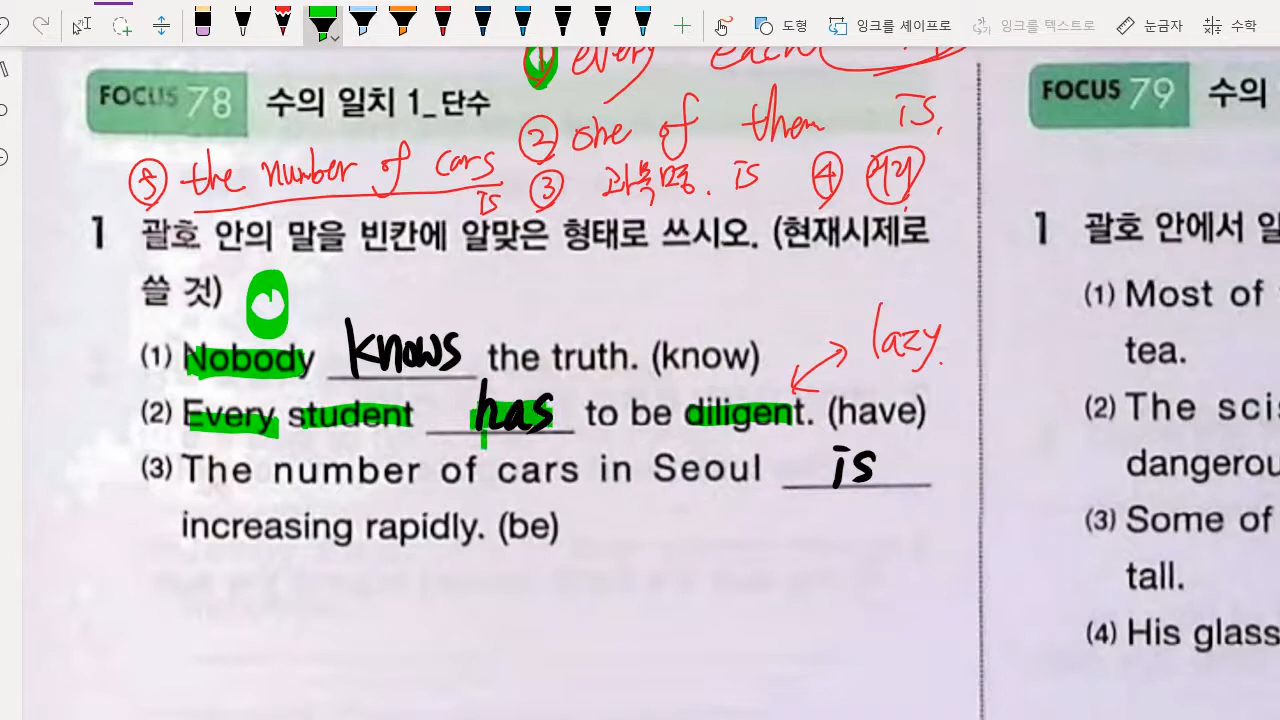 도형 잉크를 셰이프로 잉크를 텍스트로 눈금자 수학
① every each
FOCUS 78 수의 일치 1_단수
② one of them is.
⑤ the number of cars is
③ 과목명. is ④ 거리
1 괄호 안의 말을 빈칸에 알맞은 형태로 쓰시오. (현재시제로
쓸 것)
lazy.
(1) Nobody knows the truth. (know)
(2) Every student has to be diligent. (have)
(3) The number of cars in Seoul is
increasing rapidly. (be)
FOCUS 79 수의
1 괄호 안에서
(1) Most of
tea.
(2) The sci
dangerou
(3) Some of
tall.
(4) His glass